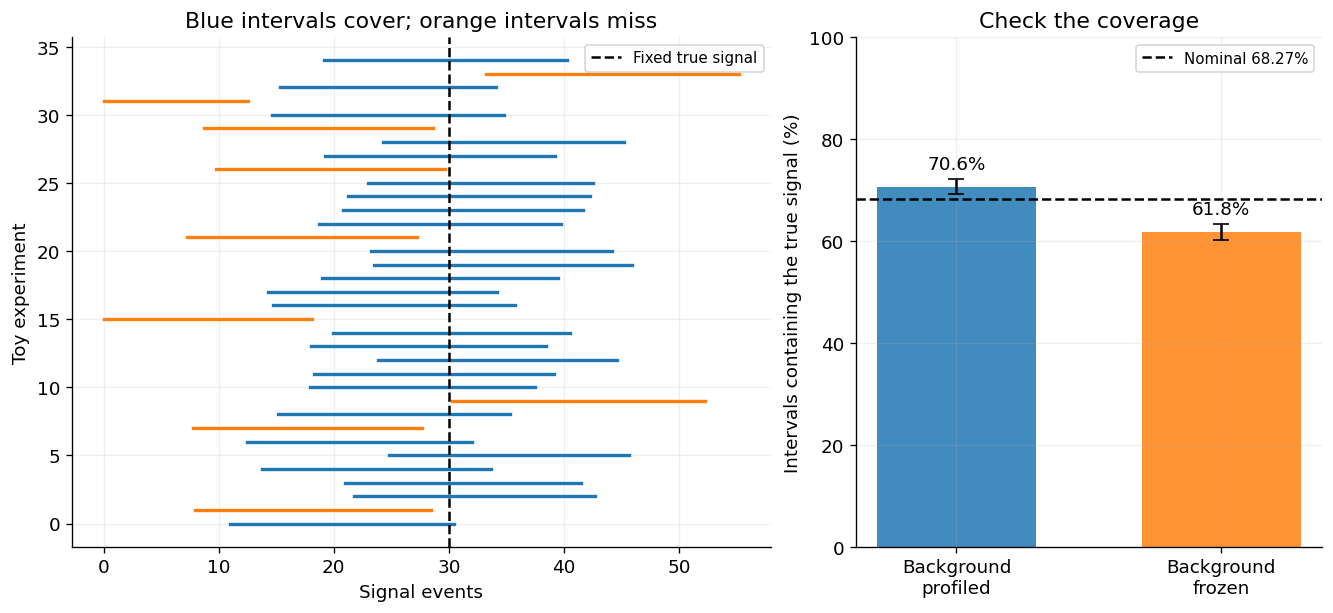 Blue intervals cover; orange intervals miss
Fixed true signal
Toy experiment
35
30
25
20
15
10
5
0
0 10 20 30 40 50
Signal events
Check the coverage
Nominal 68.27%
Intervals containing the true signal (%)
100
80
60
40
20
0
70.6%
61.8%
Background
profiled
Background
frozen